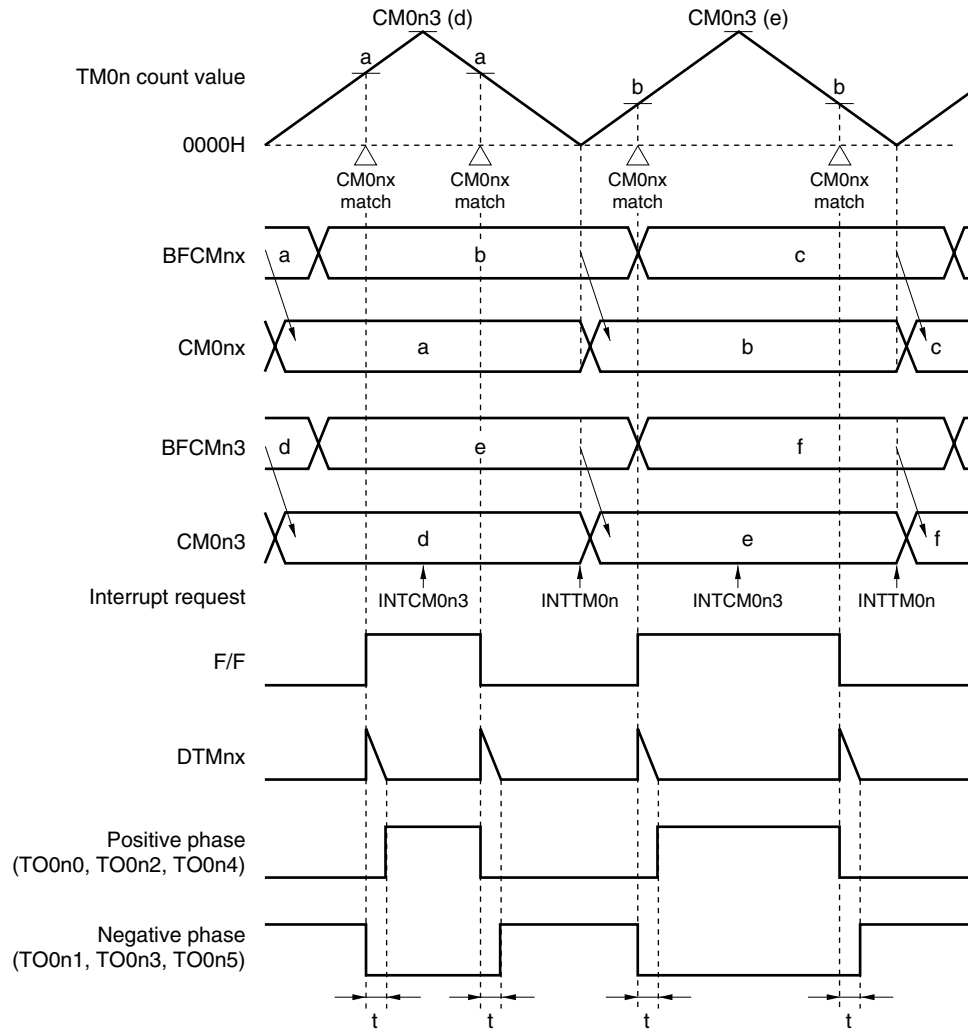 CM0n3 (d)
CM0n3 (e)
a
a
TM0n count value
b
b
0000H
CM0nx
match
CM0nx
match
CM0nx
match
CM0nx
match
BFCMnx
a
b
c
CM0nx
a
b
c
BFCMn3
d
e
f
CM0n3
d
e
f
Interrupt request
INTCM0n3
INTTM0n
INTCM0n3
INTTM0n
F/F
DTMnx
Positive phase
(TO0n0, TO0n2, TO0n4)
Negative phase
(TO0n1, TO0n3, TO0n5)
t
t
t
t